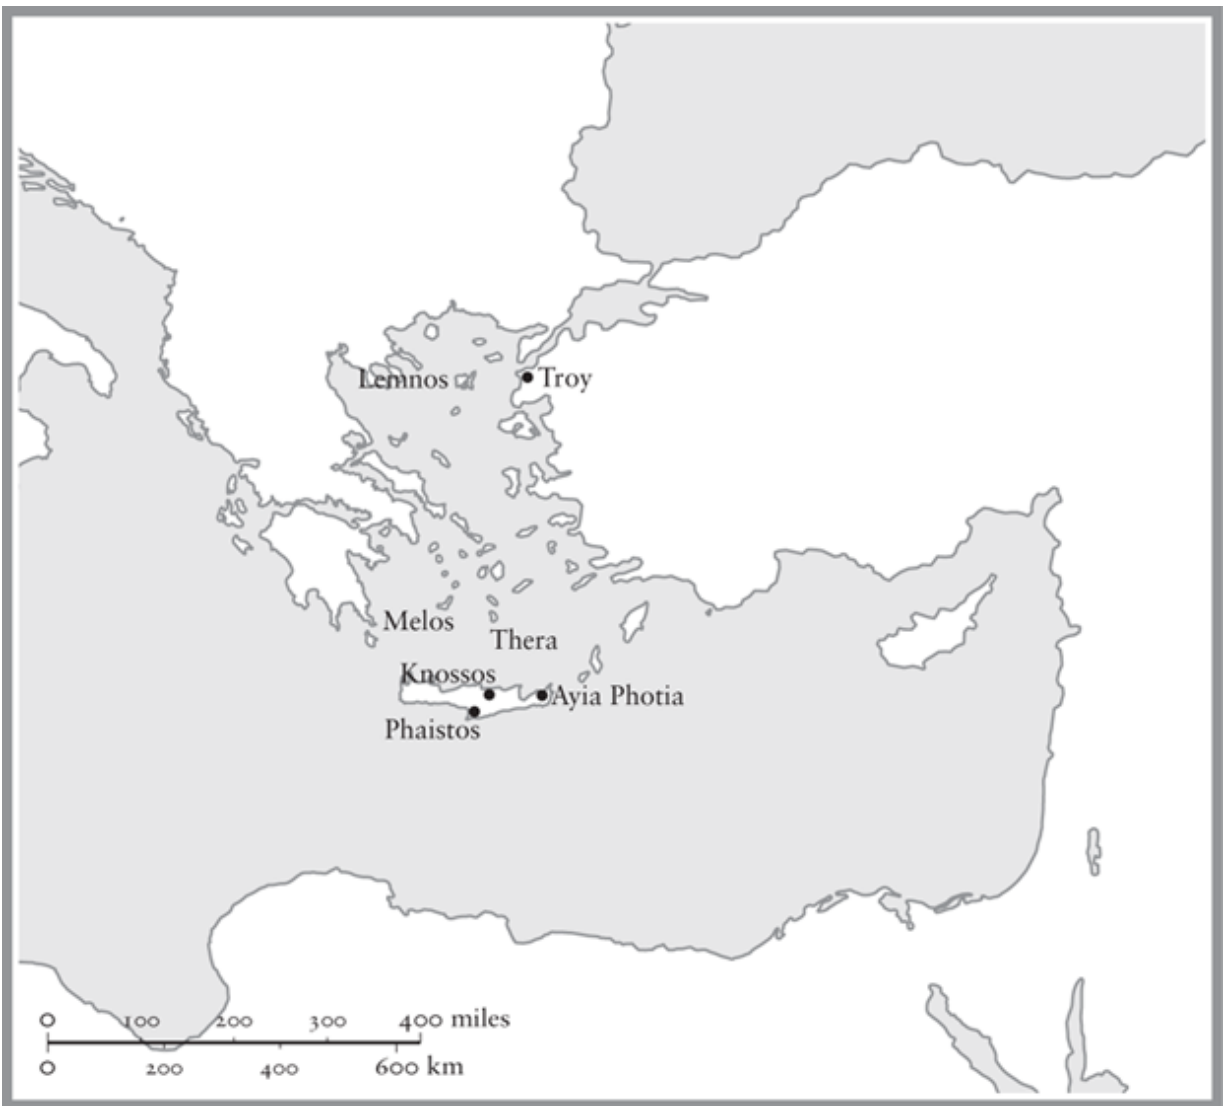 Lemnos
Troy
Melos
Thera
Knossos
Ayia Photia
Phaistos
0 100 200 300 400 miles
0 200 400 600 km